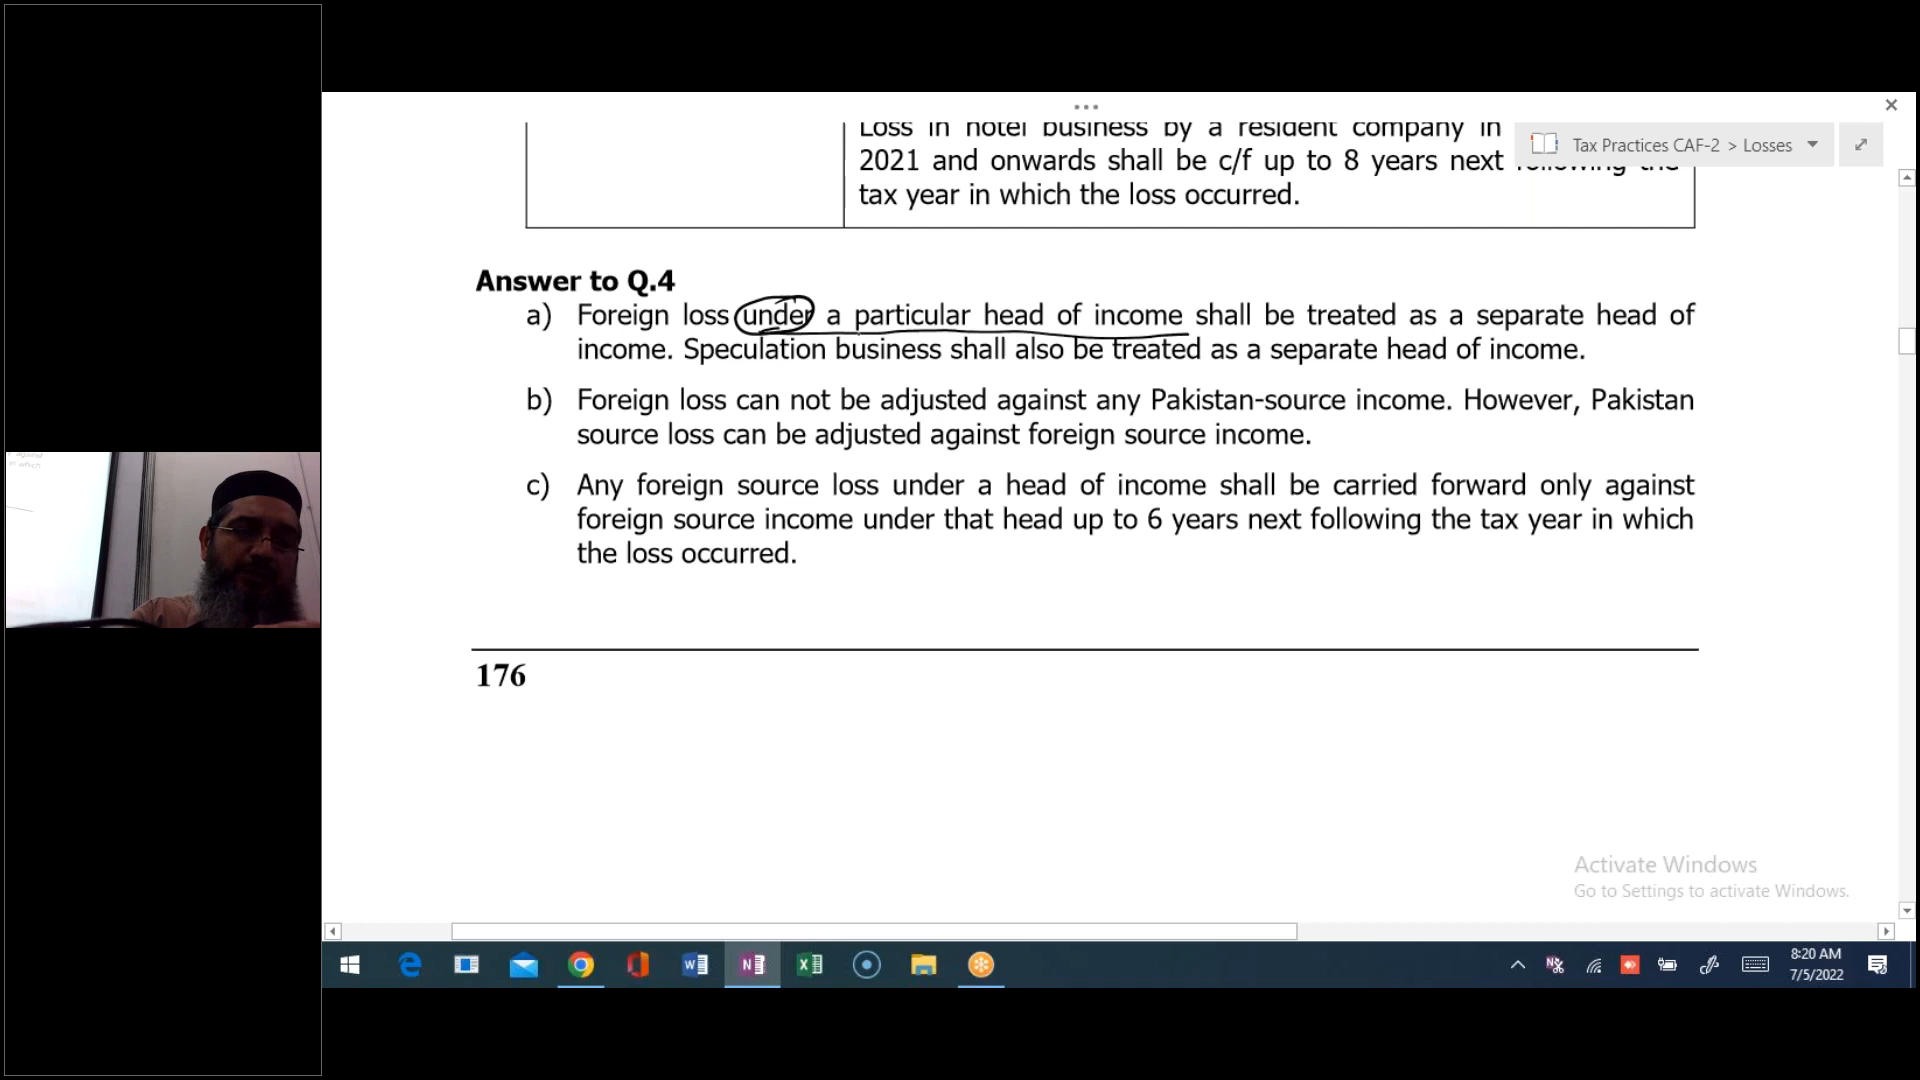 Loss in hotel business by a resident company in
2021 and onwards shall be c/f up to 8 years next following the
tax year in which the loss occurred.
Tax Practices CAF-2 > Losses
Answer to Q.4
a) Foreign loss under a particular head of income shall be treated as a separate head of
income. Speculation business shall also be treated as a separate head of income.
b) Foreign loss can not be adjusted against any Pakistan-source income. However, Pakistan
source loss can be adjusted against foreign source income.
c) Any foreign source loss under a head of income shall be carried forward only against
foreign source income under that head up to 6 years next following the tax year in which
the loss occurred.
176
Activate Windows
Go to Settings to activate Windows.
8:20 AM
7/5/2022